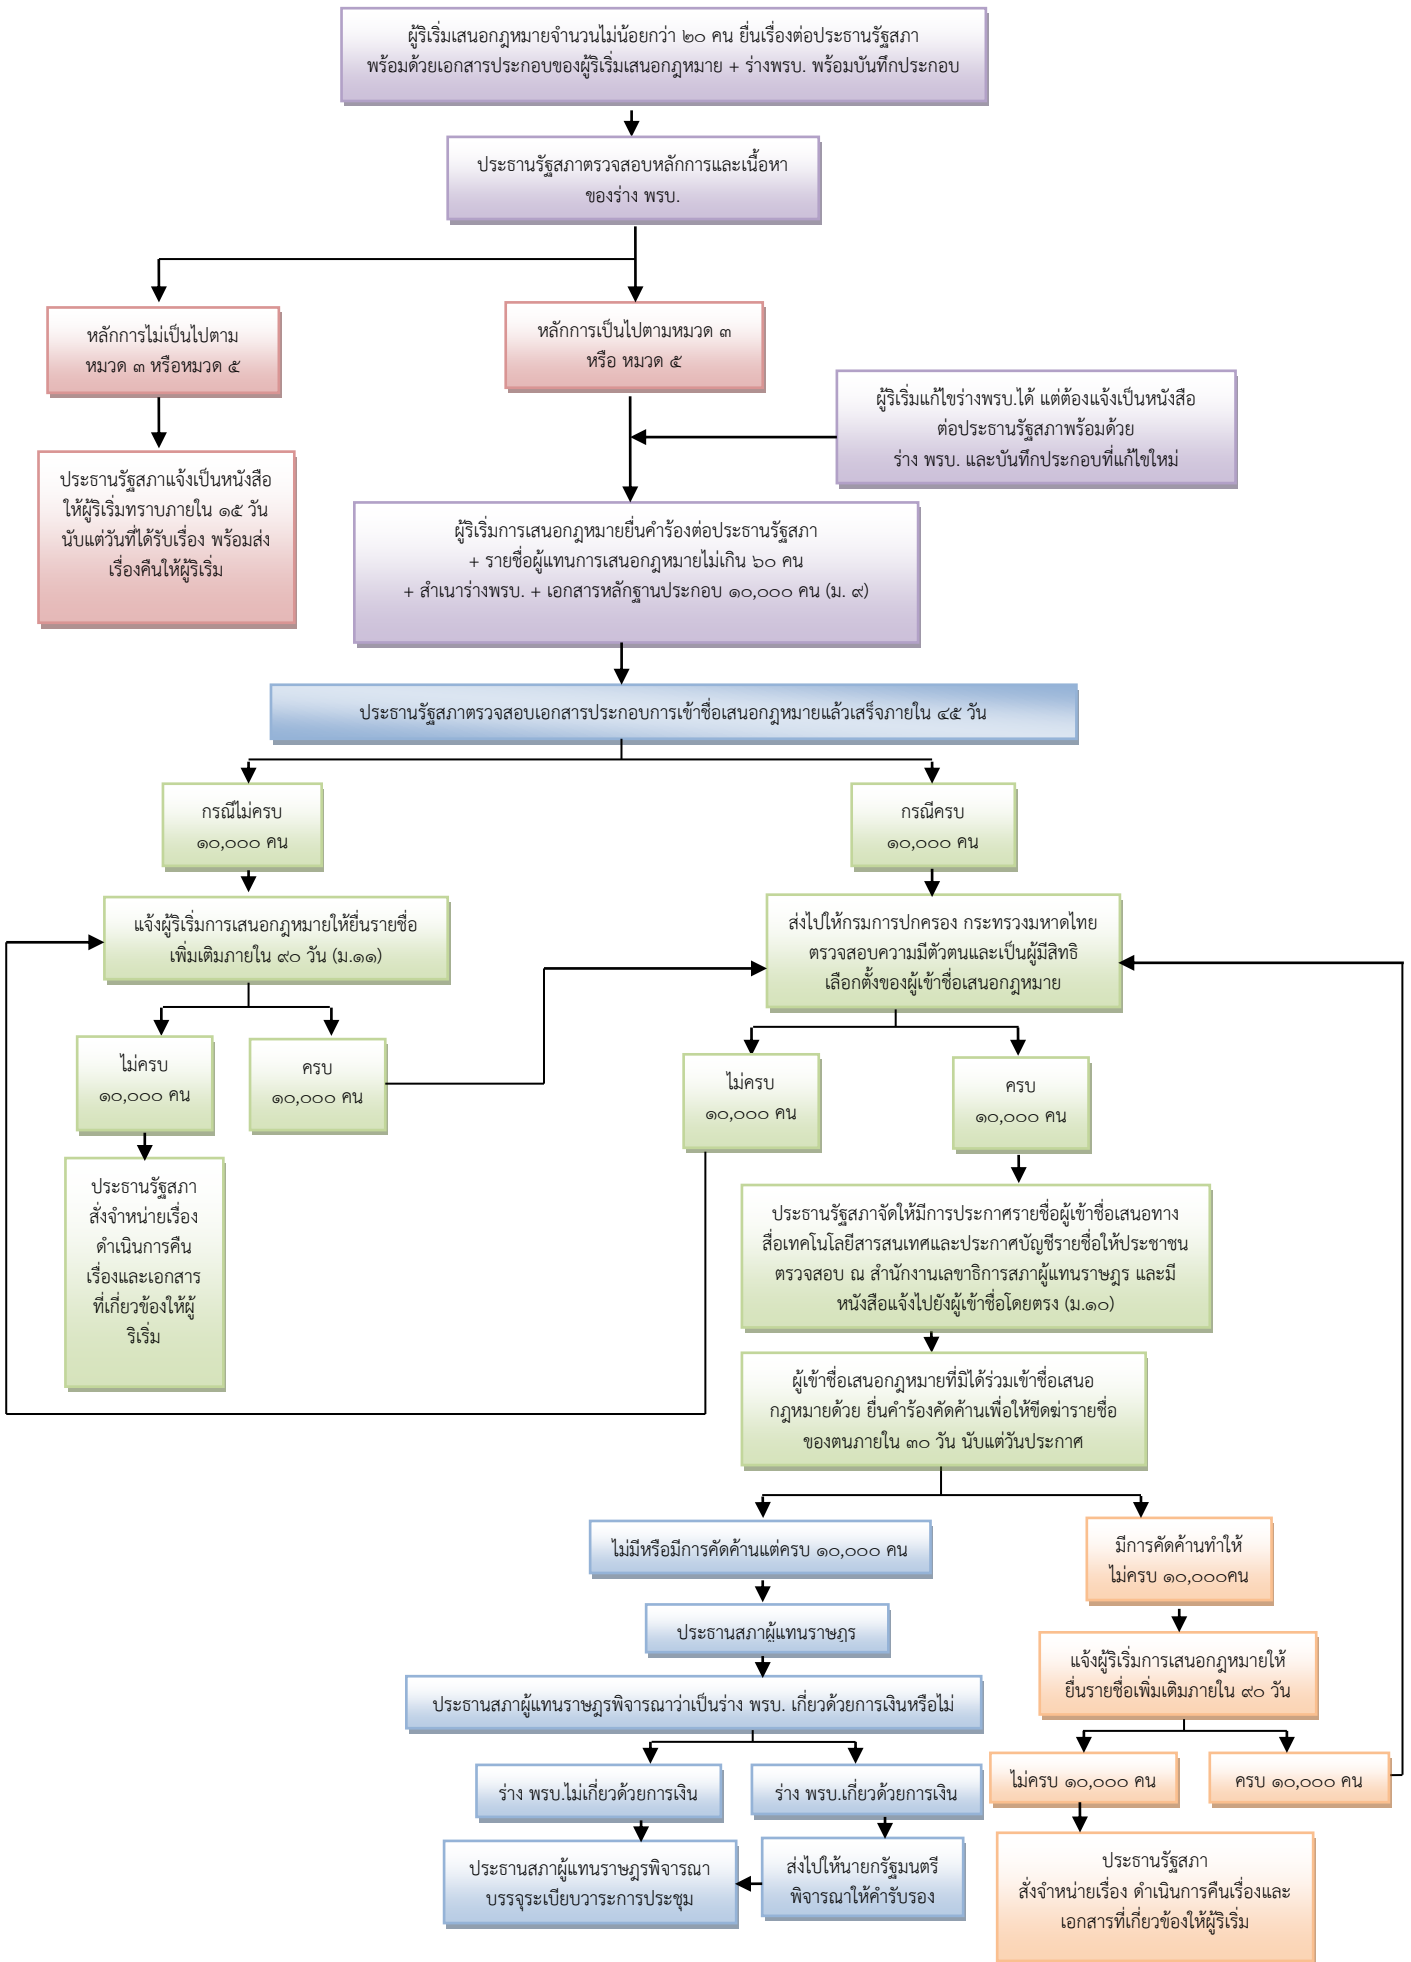 ผู้ริเริ่มเสนอกฎหมายจำนวนไม่น้อยกว่า ๒๐ คน ยื่นเรื่องต่อประธานรัฐสภา
พร้อมด้วยเอกสารประกอบของผู้ริเริ่มเสนอกฎหมาย + ร่างพรบ. พร้อมบันทึกประกอบ
ประธานรัฐสภาตรวจสอบหลักการและเนื้อหา
ของร่าง พรบ.
หลักการไม่เป็นไปตาม
หมวด ๓ หรือหมวด ๕
หลักการเป็นไปตามหมวด ๓
หรือ หมวด ๕
ผู้ริเริ่มแก้ไขร่างพรบ.ได้ แต่ต้องแจ้งเป็นหนังสือ
ต่อประธานรัฐสภาพร้อมด้วย
ร่าง พรบ. และบันทึกประกอบที่แก้ไขใหม่
ประธานรัฐสภาแจ้งเป็นหนังสือ
ให้ผู้ริเริ่มทราบภายใน ๑๕ วัน
นับแต่วันที่ได้รับเรื่อง พร้อมส่ง
เรื่องคืนให้ผู้ริเริ่ม
ผู้ริเริ่มการเสนอกฎหมายยื่นคำร้องต่อประธานรัฐสภา
+ รายชื่อผู้แทนการเสนอกฎหมายไม่เกิน ๖๐ คน
+ สำเนาร่างพรบ. + เอกสารหลักฐานประกอบ ๑๐,๐๐๐ คน (ม. ๙)
ประธานรัฐสภาตรวจสอบเอกสารประกอบการเข้าชื่อเสนอกฎหมายแล้วเสร็จภายใน ๔๕ วัน
กรณีไม่ครบ
๑๐,๐๐๐ คน
กรณีครบ
๑๐,๐๐๐ คน
แจ้งผู้ริเริ่มการเสนอกฎหมายให้ยื่นรายชื่อ
เพิ่มเติมภายใน ๙๐ วัน (ม.๑๑)
ส่งไปให้กรมการปกครอง กระทรวงมหาดไทย
ตรวจสอบความมีตัวตนและเป็นผู้มีสิทธิ
เลือกตั้งของผู้เข้าชื่อเสนอกฎหมาย
ไม่ครบ
๑๐,๐๐๐ คน
ครบ
๑๐,๐๐๐ คน
ไม่ครบ
๑๐,๐๐๐ คน
ครบ
๑๐,๐๐๐ คน
ประธานรัฐสภา
สั่งจำหน่ายเรื่อง
ดำเนินการคืน
เรื่องและเอกสาร
ที่เกี่ยวข้องให้ผู้
ริเริ่ม
ประธานรัฐสภาจัดให้มีการประกาศรายชื่อผู้เข้าชื่อเสนอทาง
สื่อเทคโนโลยีสารสนเทศและประกาศบัญชีรายชื่อให้ประชาชน
ตรวจสอบ ณ สำนักงานเลขาธิการสภาผู้แทนราษฎร และมี
หนังสือแจ้งไปยังผู้เข้าชื่อโดยตรง (ม.๑๐)
ผู้เข้าชื่อเสนอกฎหมายที่มิได้ร่วมเข้าชื่อเสนอ
กฎหมายด้วย ยื่นคำร้องคัดค้านเพื่อให้ขีดฆ่ารายชื่อ
ของตนภายใน ๓๐ วัน นับแต่วันประกาศ
ไม่มีหรือมีการคัดค้านแต่ครบ ๑๐,๐๐๐ คน
มีการคัดค้านทำให้
ไม่ครบ ๑๐,๐๐๐คน
ประธานสภาผู้แทนราษฎร
แจ้งผู้ริเริ่มการเสนอกฎหมายให้
ยื่นรายชื่อเพิ่มเติมภายใน ๙๐ วัน
ประธานสภาผู้แทนราษฎรพิจารณาว่าเป็นร่าง พรบ. เกี่ยวด้วยการเงินหรือไม่
ร่าง พรบ.ไม่เกี่ยวด้วยการเงิน
ร่าง พรบ.เกี่ยวด้วยการเงิน
ไม่ครบ ๑๐,๐๐๐ คน
ครบ ๑๐,๐๐๐ คน
ประธานสภาผู้แทนราษฎรพิจารณา
บรรจุระเบียบวาระการประชุม
ส่งไปให้นายกรัฐมนตรี
พิจารณาให้คำรับรอง
ประธานรัฐสภา
สั่งจำหน่ายเรื่อง ดำเนินการคืนเรื่องและ
เอกสารที่เกี่ยวข้องให้ผู้ริเริ่ม